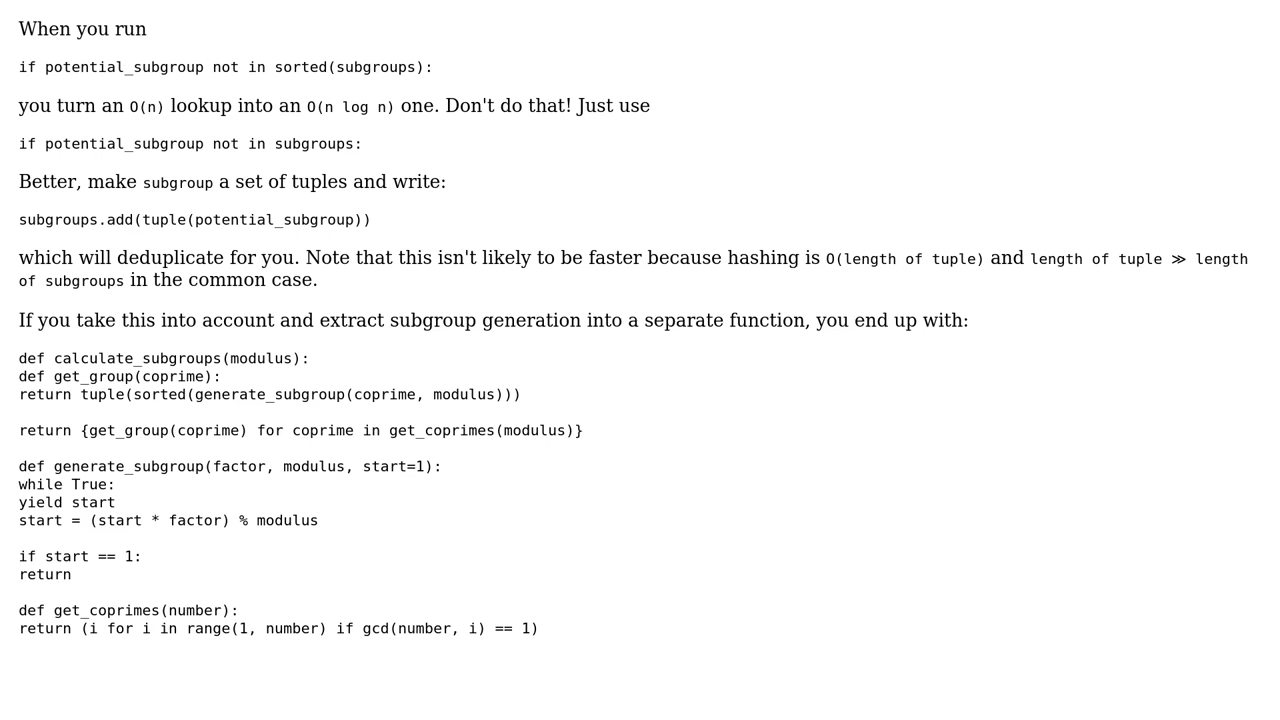 When you run
if potential_subgroup not in sorted(subgroups):
you turn an O(n) lookup into an O(n log n) one. Don't do that! Just use
if potential_subgroup not in subgroups:
Better, make subgroup a set of tuples and write:
subgroups.add(tuple(potential_subgroup))
which will deduplicate for you. Note that this isn't likely to be faster because hashing is O(length of tuple) and length of tuple ≫ length
of subgroups in the common case.
If you take this into account and extract subgroup generation into a separate function, you end up with:
def calculate_subgroups(modulus):
def get_group(coprime):
return tuple(sorted(generate_subgroup(coprime, modulus)))
return {get_group(coprime) for coprime in get_coprimes(modulus)}
def generate_subgroup(factor, modulus, start=1):
while True:
yield start
start = (start * factor) % modulus
if start == 1:
return
def get_coprimes(number):
return (i for i in range(1, number) if gcd(number, i) == 1)